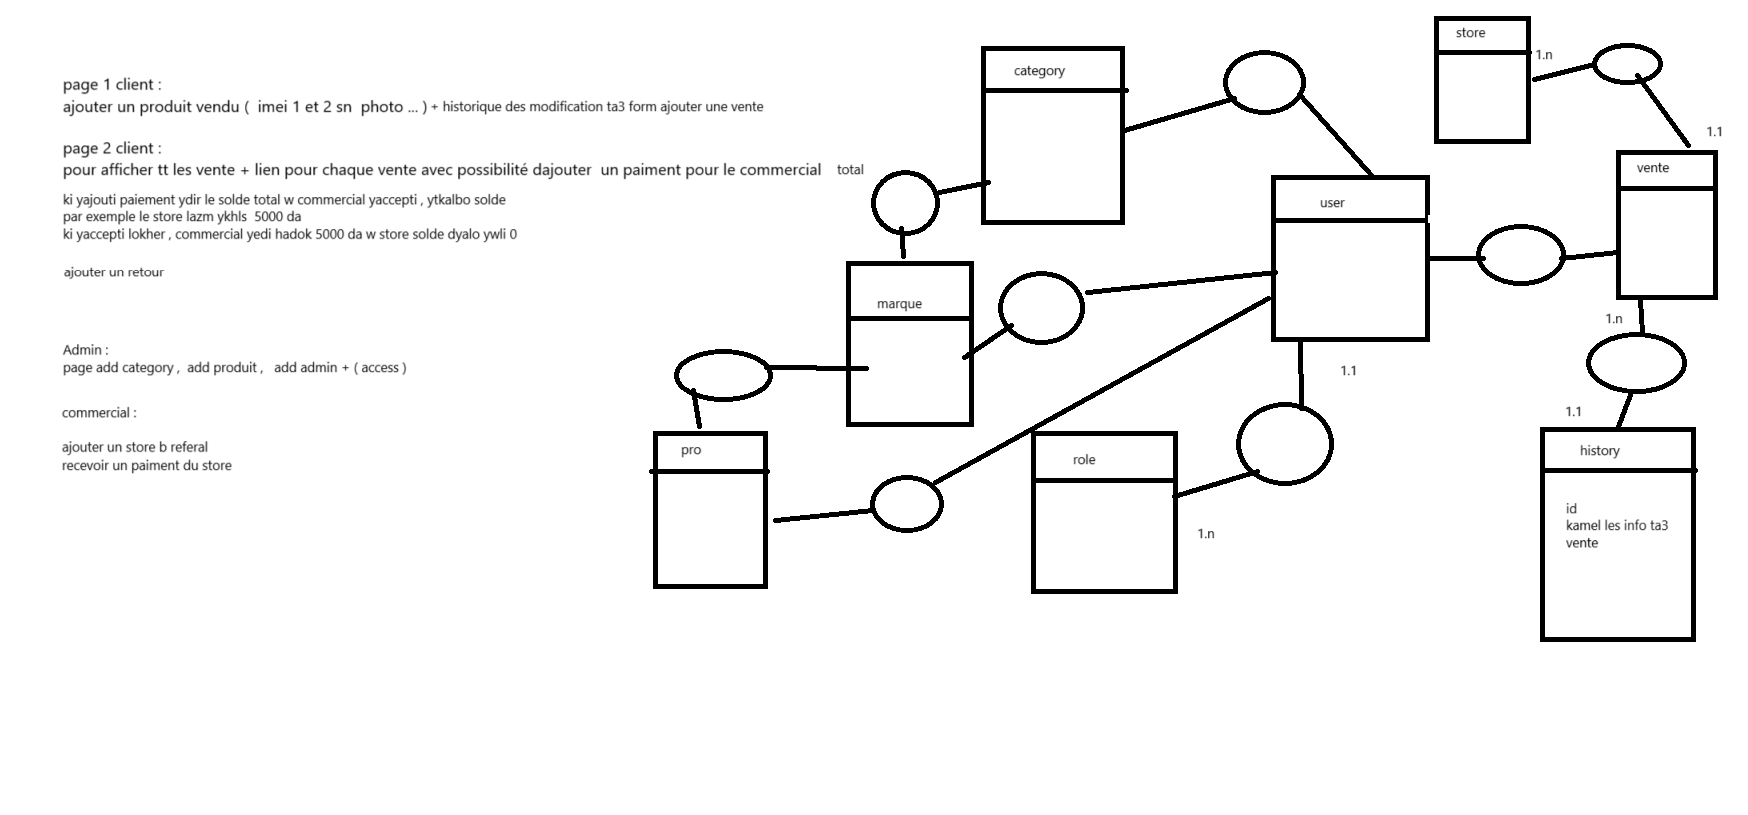 page 1 client :
ajouter un produit vendu ( imei 1 et 2 sn photo ... ) + historique des modification ta3 form ajouter une vente
page 2 client :
pour afficher tt les vente + lien pour chaque vente avec possibilité dajouter un paiment pour le commercial total
ki yajouti paiement ydir le solde total w commercial yaccepti , ytkalbo solde
par exemple le store lazm ykhls 5000 da
ki yaccepti lokher , commercial yedi hadok 5000 da w store solde dyalo ywli 0
ajouter un retour
Admin :
page add category , add produit , add admin + ( access )
commercial :
ajouter un store b referal
recevoir un paiment du store
category
store
1.n
1.1
vente
user
marque
1.n
1.1
1.1
pro
role
1.n
history
id
kamel les info ta3
vente